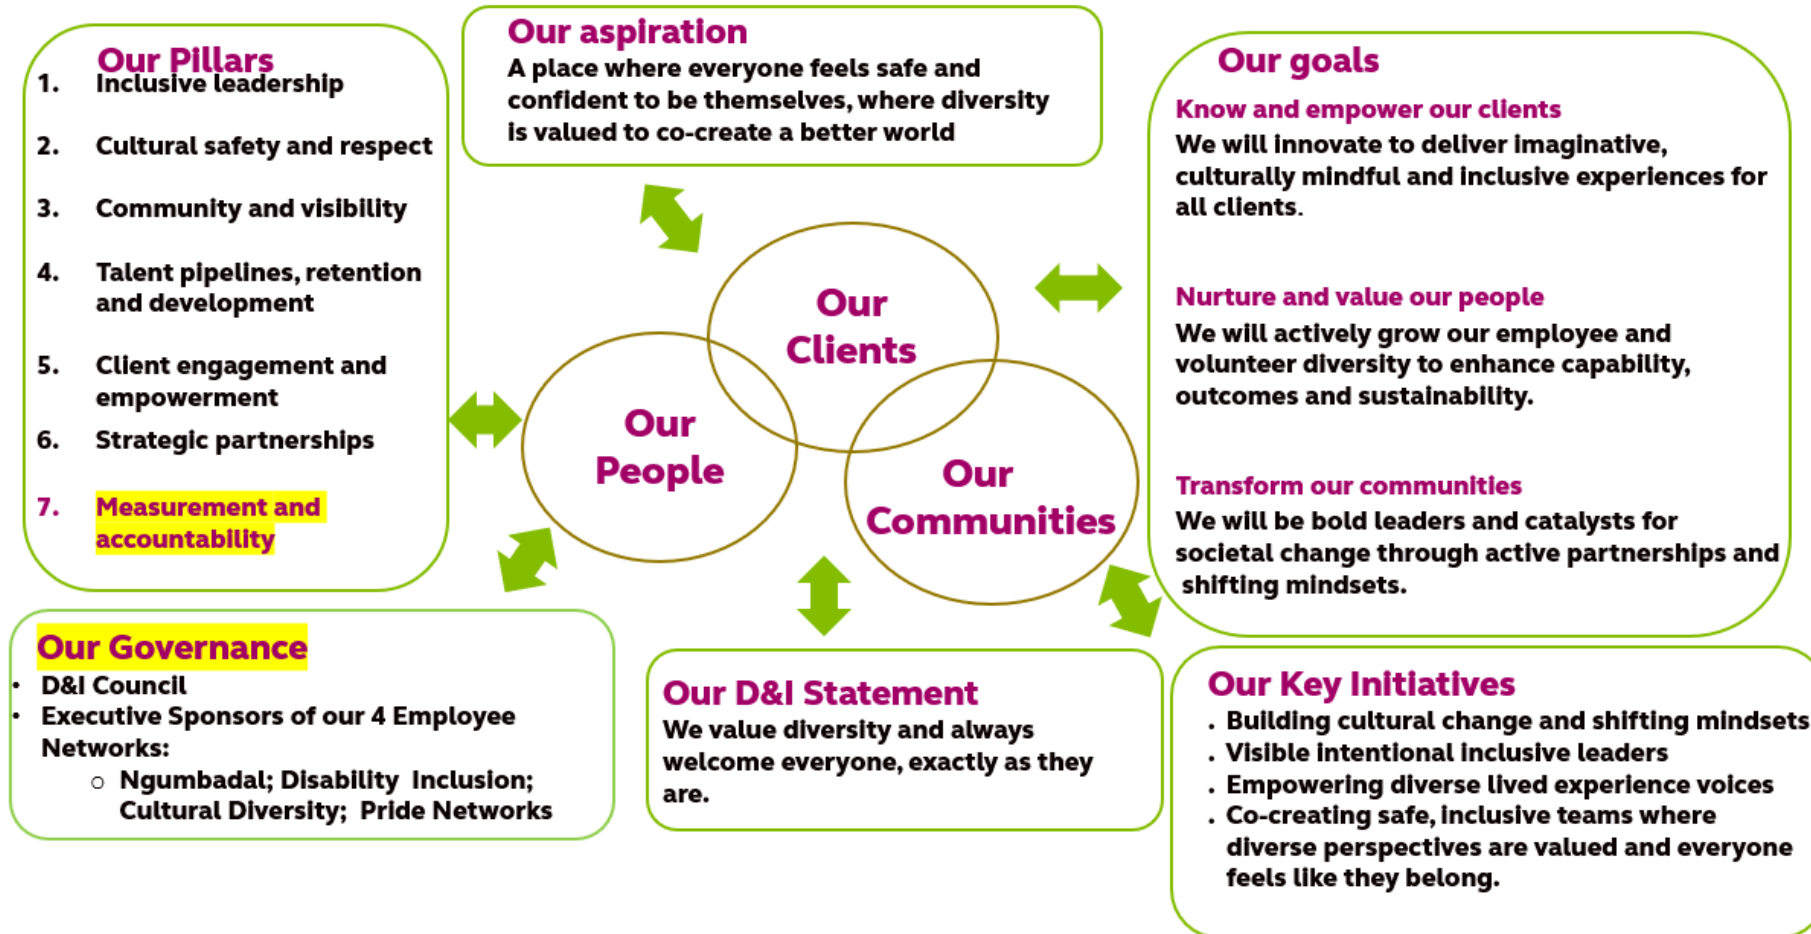 Our Pillars
1. Inclusive leadership
2. Cultural safety and respect
3. Community and visibility
4. Talent pipelines, retention
and development
5. Client engagement and
empowerment
6. Strategic partnerships
7. Measurement and
accountability
Our aspiration
A place where everyone feels safe and
confident to be themselves, where diversity
is valued to co-create a better world
Our goals
Know and empower our clients
We will innovate to deliver imaginative,
culturally mindful and inclusive experiences for
all clients.
Nurture and value our people
We will actively grow our employee and
volunteer diversity to enhance capability,
outcomes and sustainability.
Transform our communities
We will be bold leaders and catalysts for
societal change through active partnerships and
shifting mindsets.
Our
Clients
Our
People
Our
Communities
Our Governance
• D&I Council
• Executive Sponsors of our 4 Employee
Networks:
○ Ngumbadal; Disability Inclusion;
Cultural Diversity; Pride Networks
Our D&I Statement
We value diversity and always
welcome everyone, exactly as they
are.
Our Key Initiatives
. Building cultural change and shifting mindsets
. Visible intentional inclusive leaders
. Empowering diverse lived experience voices
. Co-creating safe, inclusive teams where
diverse perspectives are valued and everyone
feels like they belong.